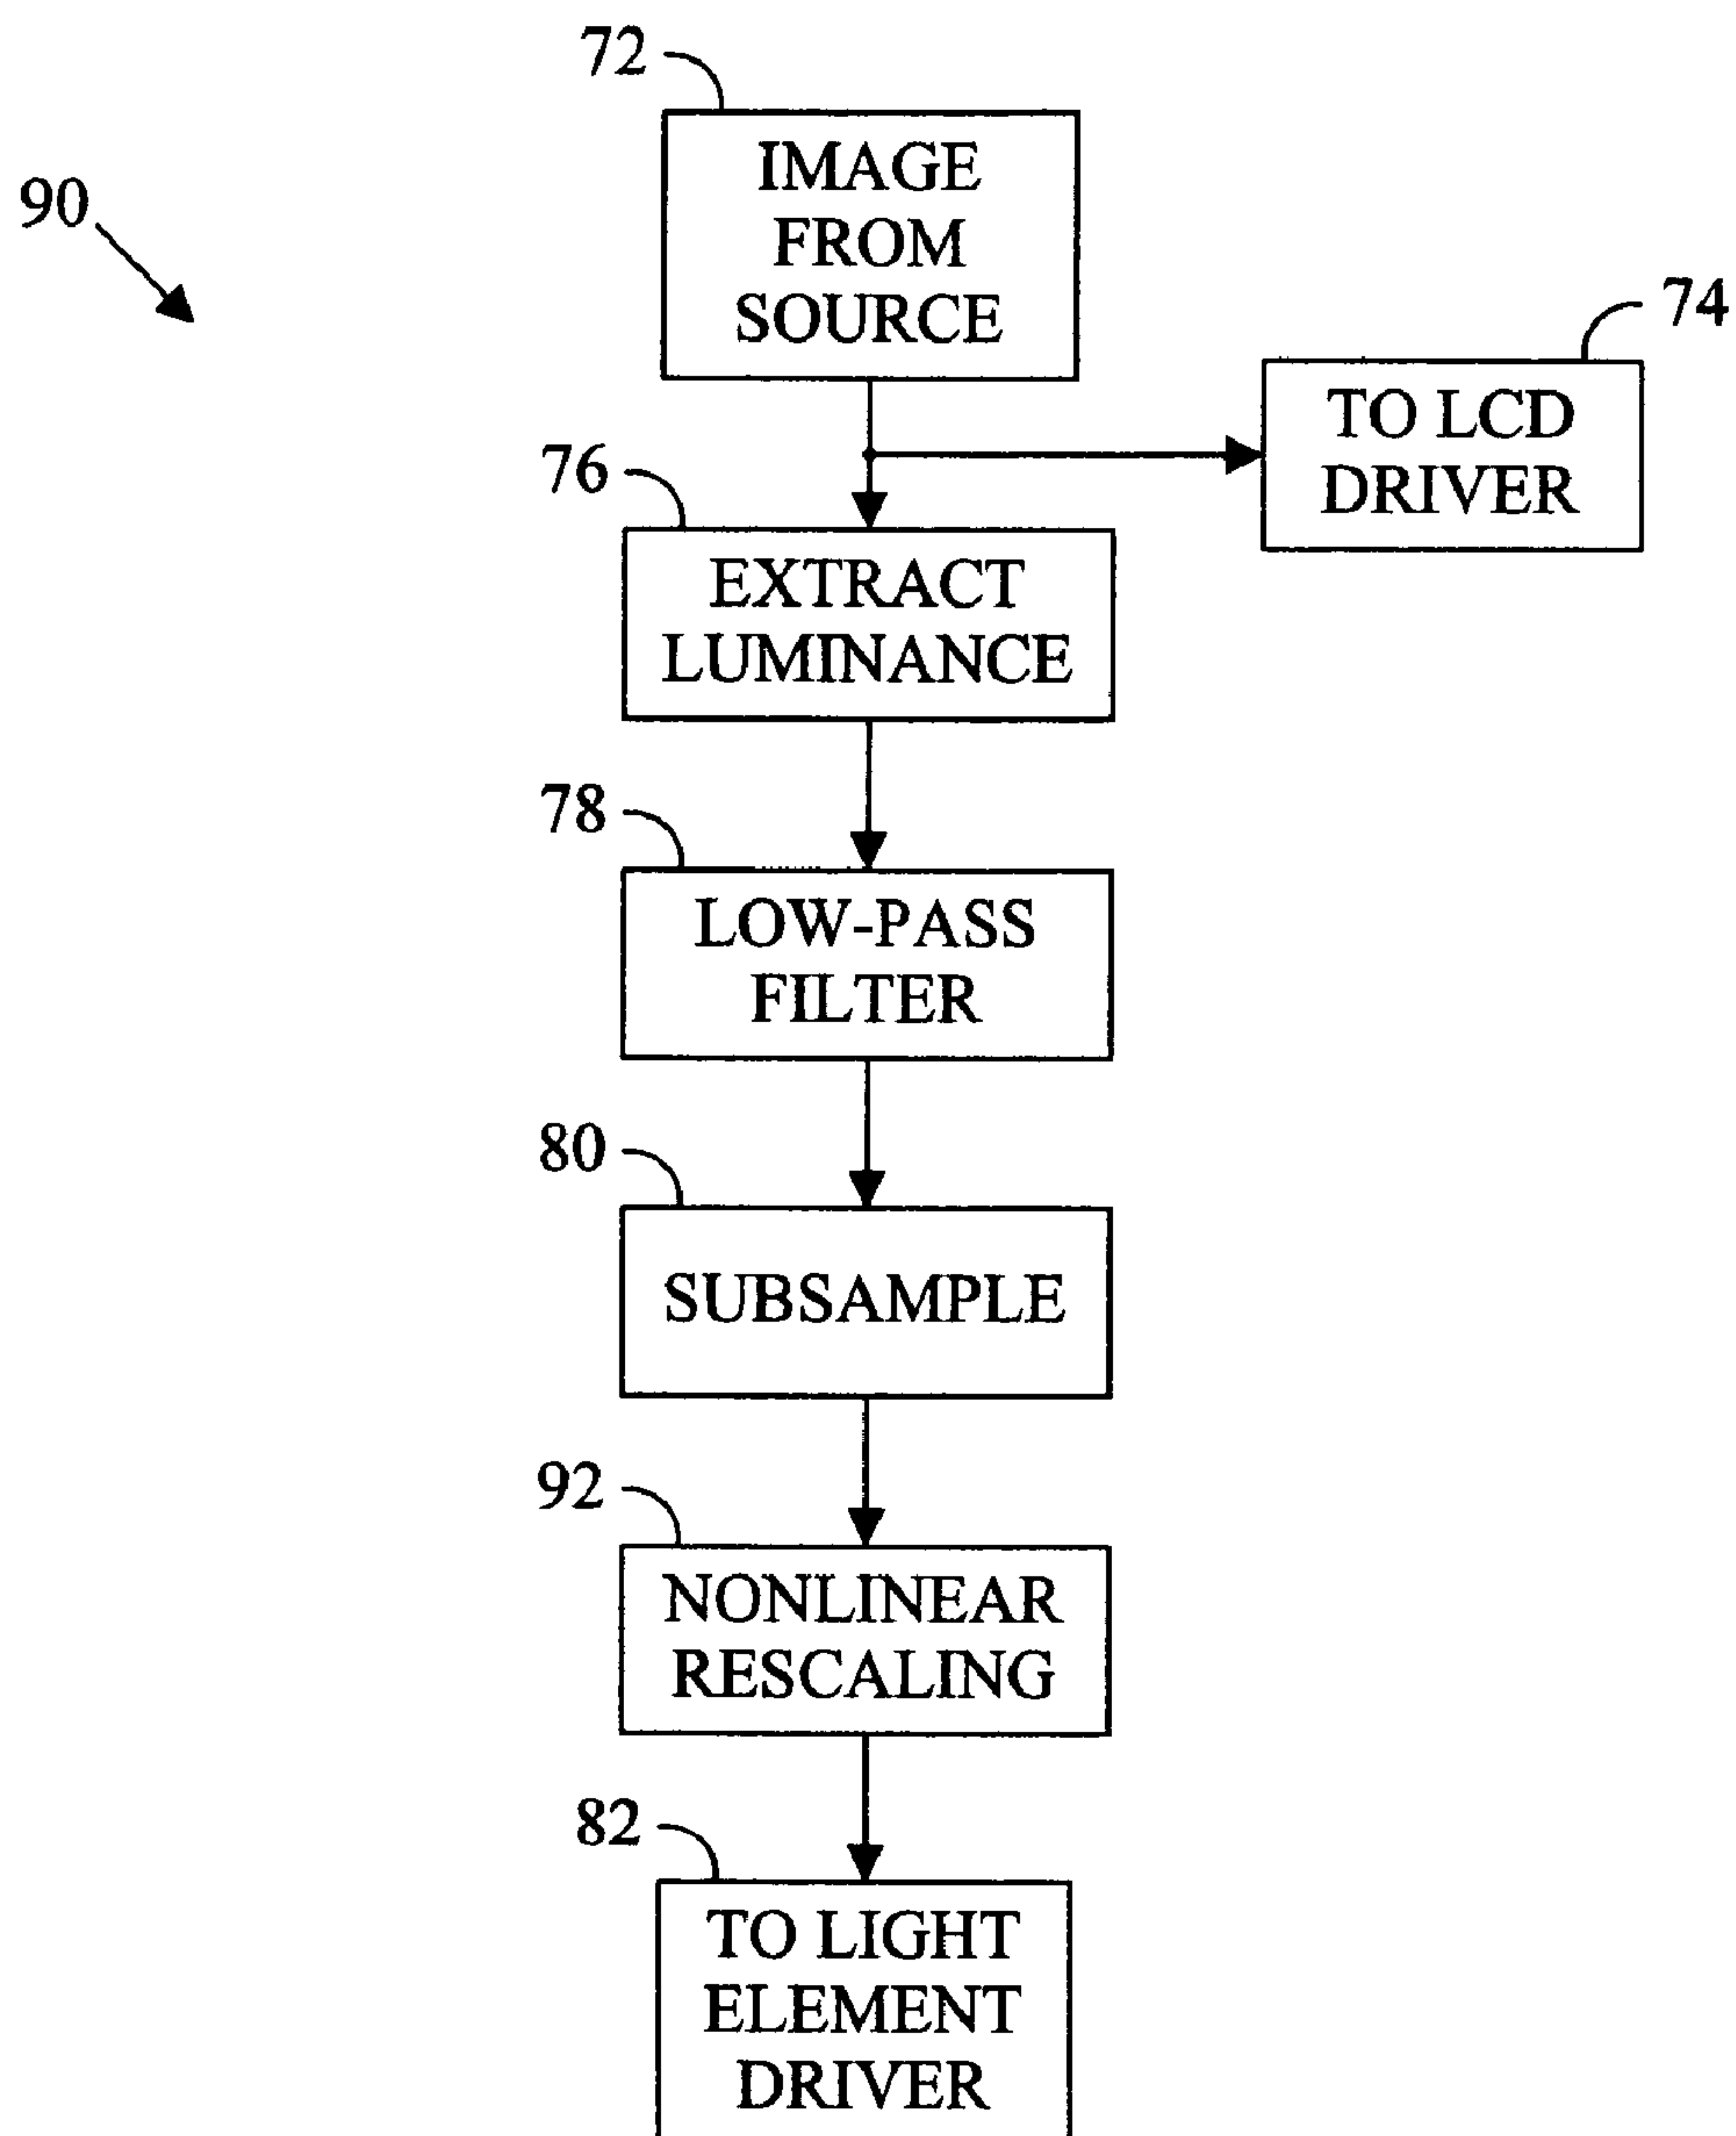 72
IMAGE
FROM
SOURCE
90
74
TO LCD
DRIVER
76
EXTRACT
LUMINANCE
78
LOW-PASS
FILTER
80
SUBSAMPLE
92
NONLINEAR
RESCALING
82
TO LIGHT
ELEMENT
DRIVER